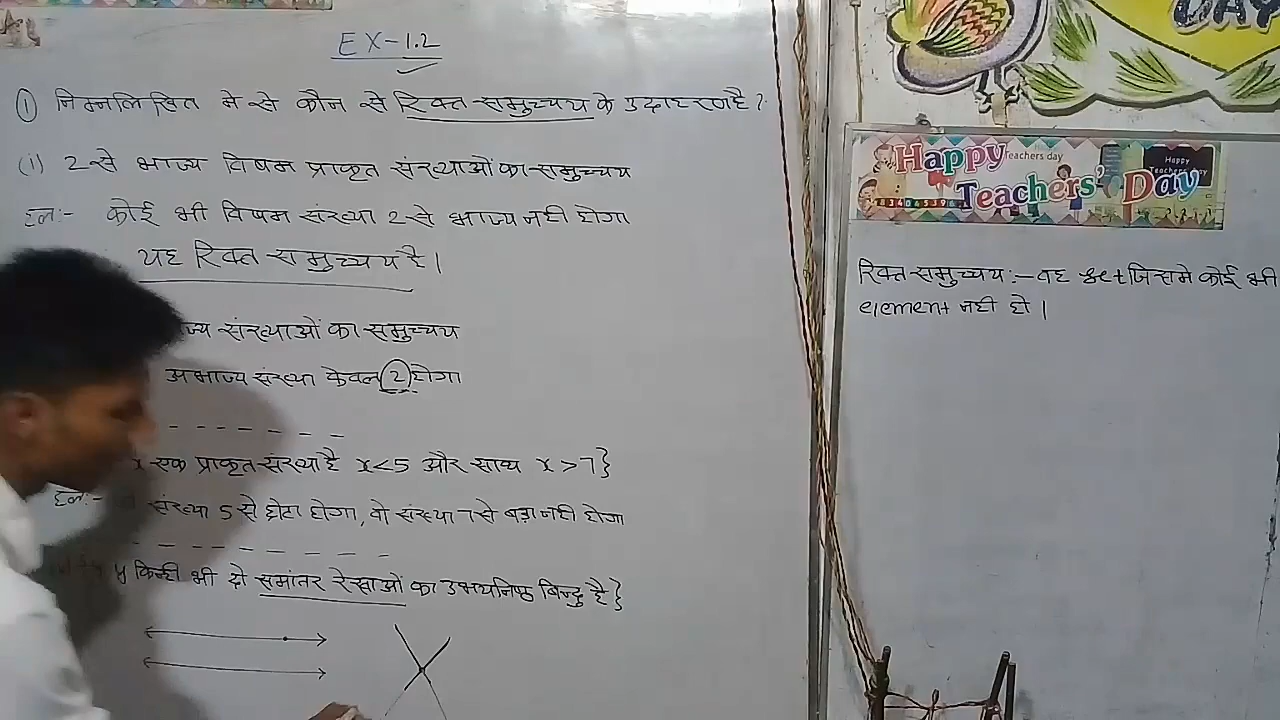 EX-1.2
① निम्नलिखित मे से कौन से रिक्त समुच्चय के उदाहरण है ?
(i) 2 से भाज्य विषम प्राकृत संख्याओं का समुच्चय
हल:- कोई भी विषम संख्या 2 से भाज्य नही होगा
यह रिक्त समुच्चय है।
संख्याओं का समुच्चय
अभाज्य संख्या केवल 2 होगा
x एक प्राकृत संख्या है x<5 और साथ x>7}
हल:- संख्या 5 से छोटा होगा, वो संख्या 7 से बड़ा नही होगा
y किन्ही भी दो समांतर रेखाओं का उभयनिष्ठ बिन्दु है}
DAY
Happy Teachers day
Teachers' Day
Happy
रिक्त समुच्चय :- वह set जिसमे कोई भी
element नही हो।